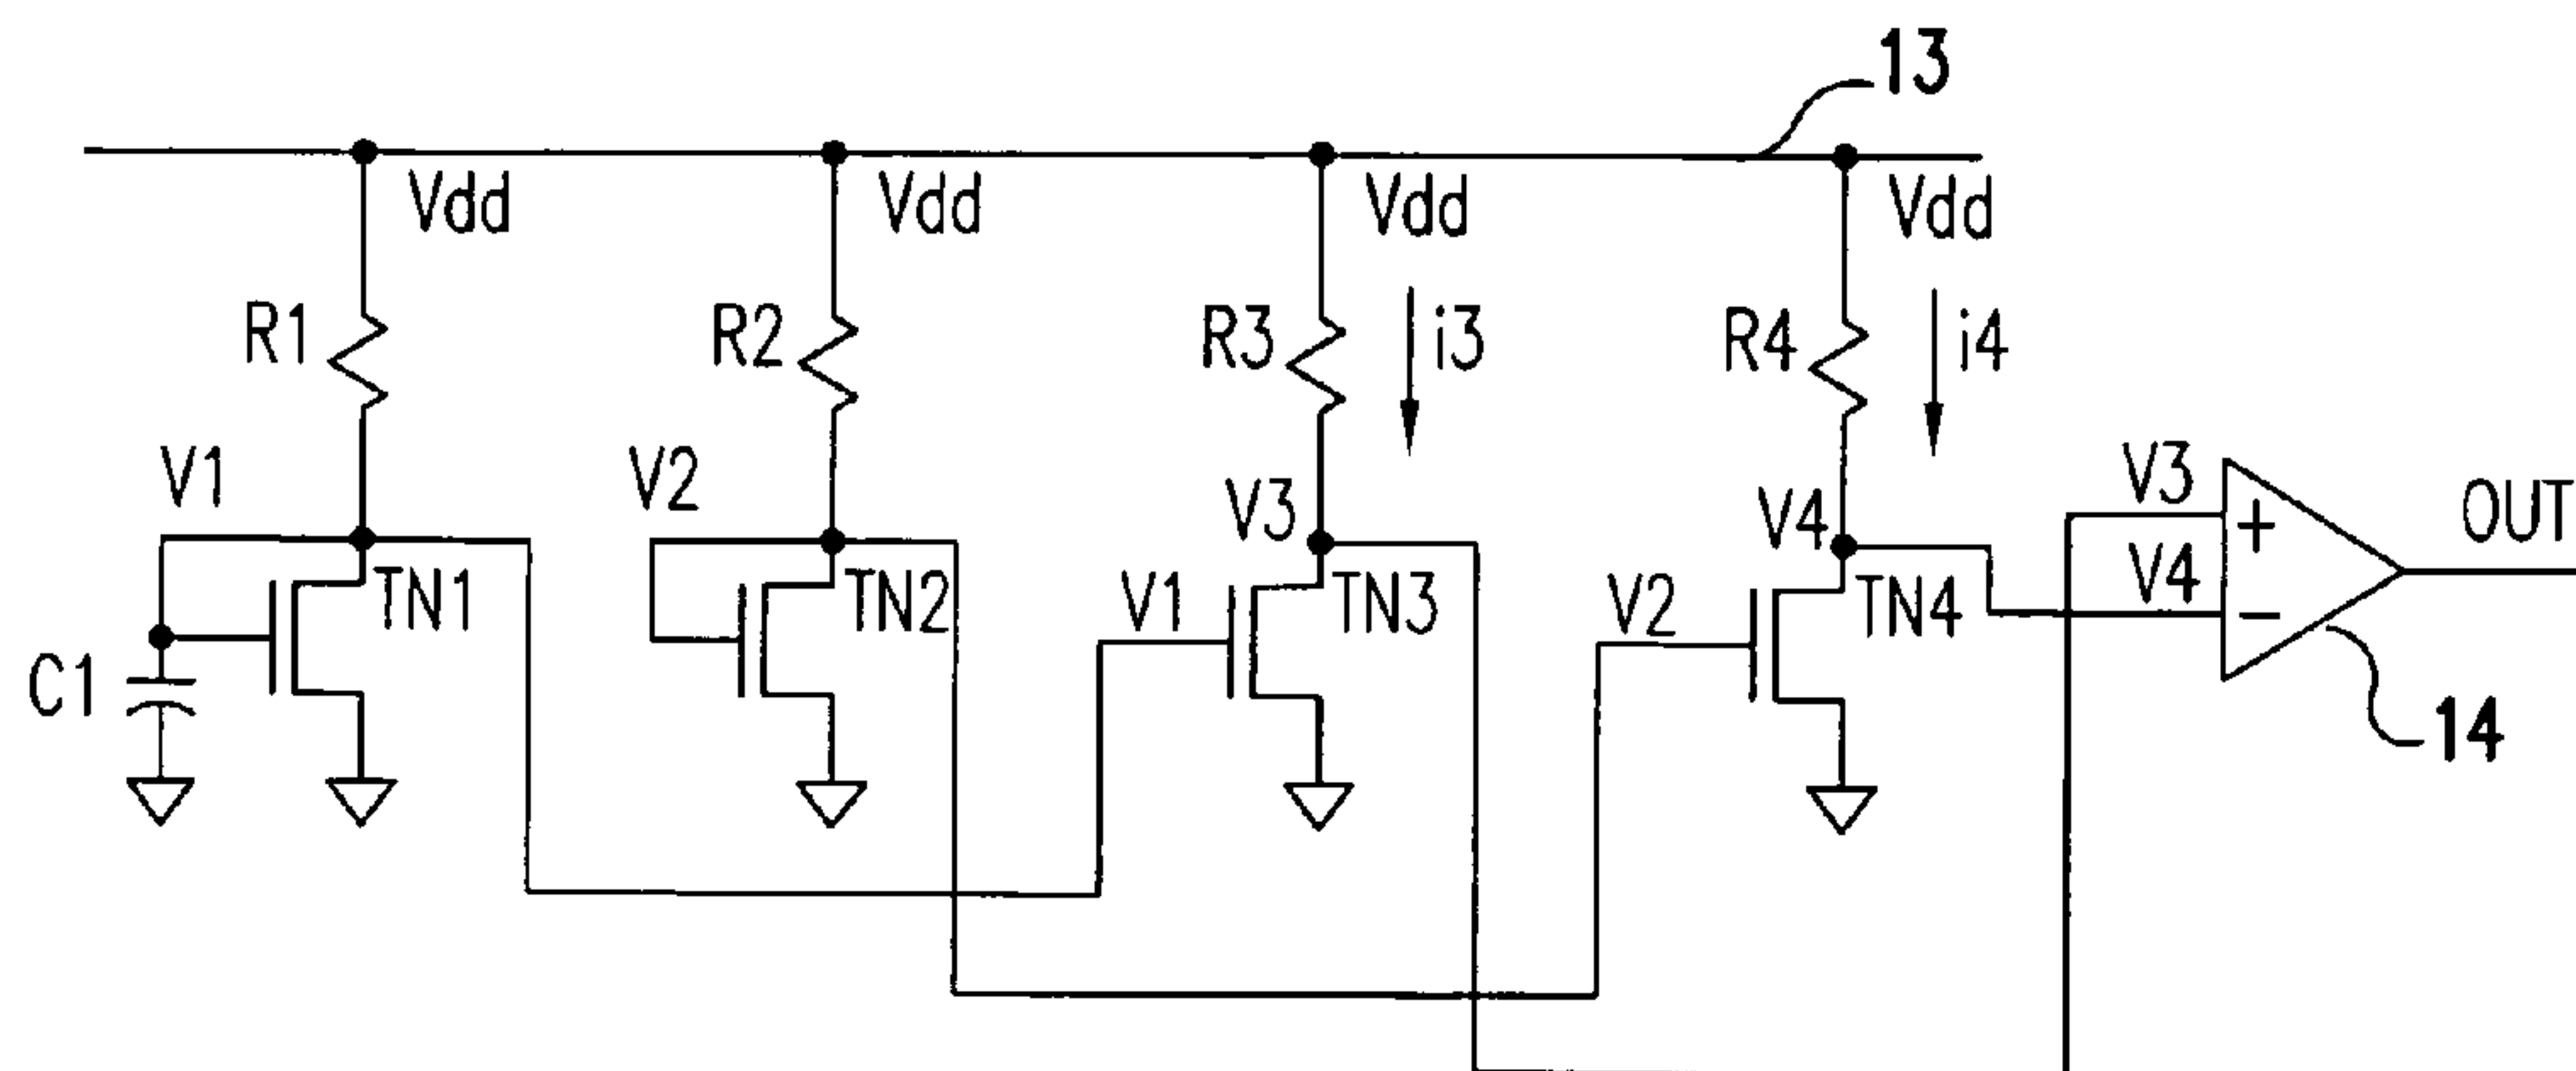 13
Vdd
Vdd
Vdd
Vdd
R1
R2
R3
i3
R4
i4
V1
V2
V3
V4
V3
OUT
TN1
TN2
V1
TN3
V2
TN4
V4
+
−
C1
14